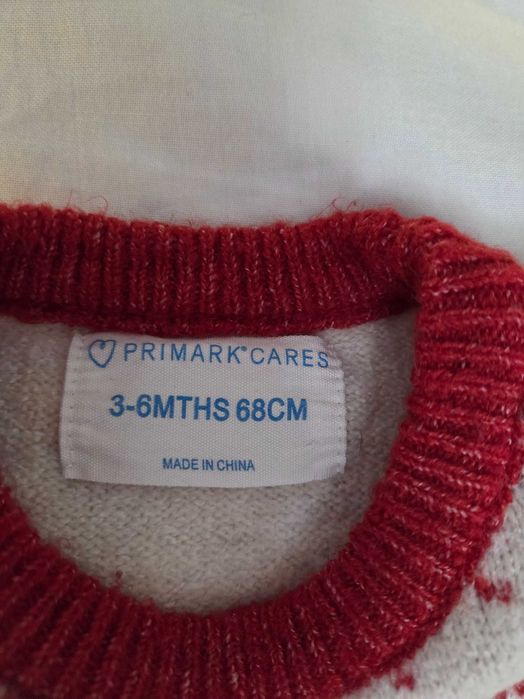 PRIMARK® CARES
3-6MTHS 68CM
MADE IN CHINA